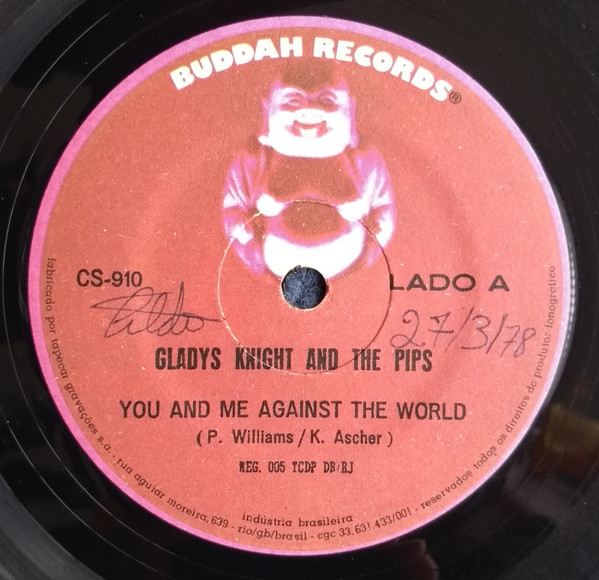 BUDDAH RECORDS®
CS-910
LADO A
Gildo
27/3/78
GLADYS KNIGHT AND THE PIPS
YOU AND ME AGAINST THE WORLD
(P. Williams/K. Ascher)
REG. 005 TCDP DB/RJ
indústria brasileira
fabricado por tapecar gravações s.a. - rua aguiar moreira, 639 - rio/gb/brasil - cgc 33.631.433/001 - reservados todos os direitos do produtor fonográfico